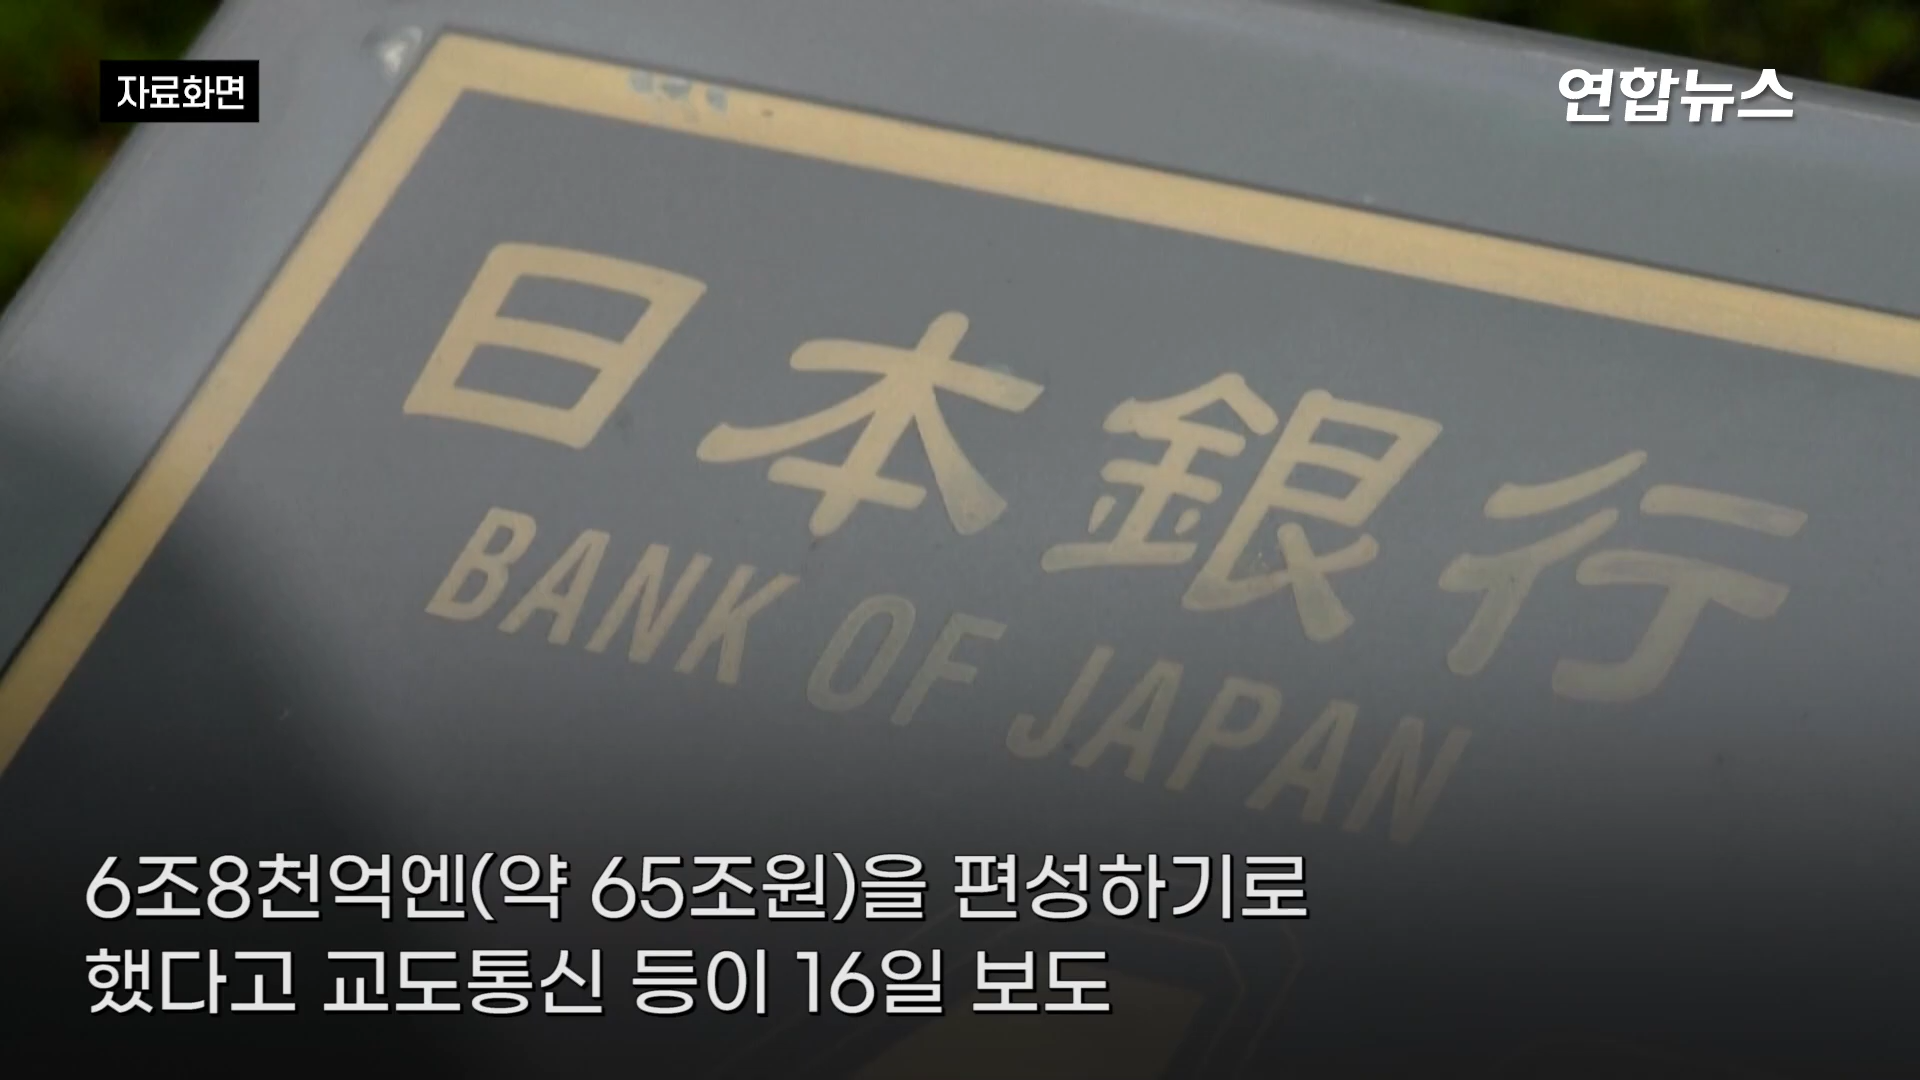 자료화면
연합뉴스
日本銀行
BANK OF JAPAN
6조8천억엔(약 65조원)을 편성하기로
했다고 교도통신 등이 16일 보도